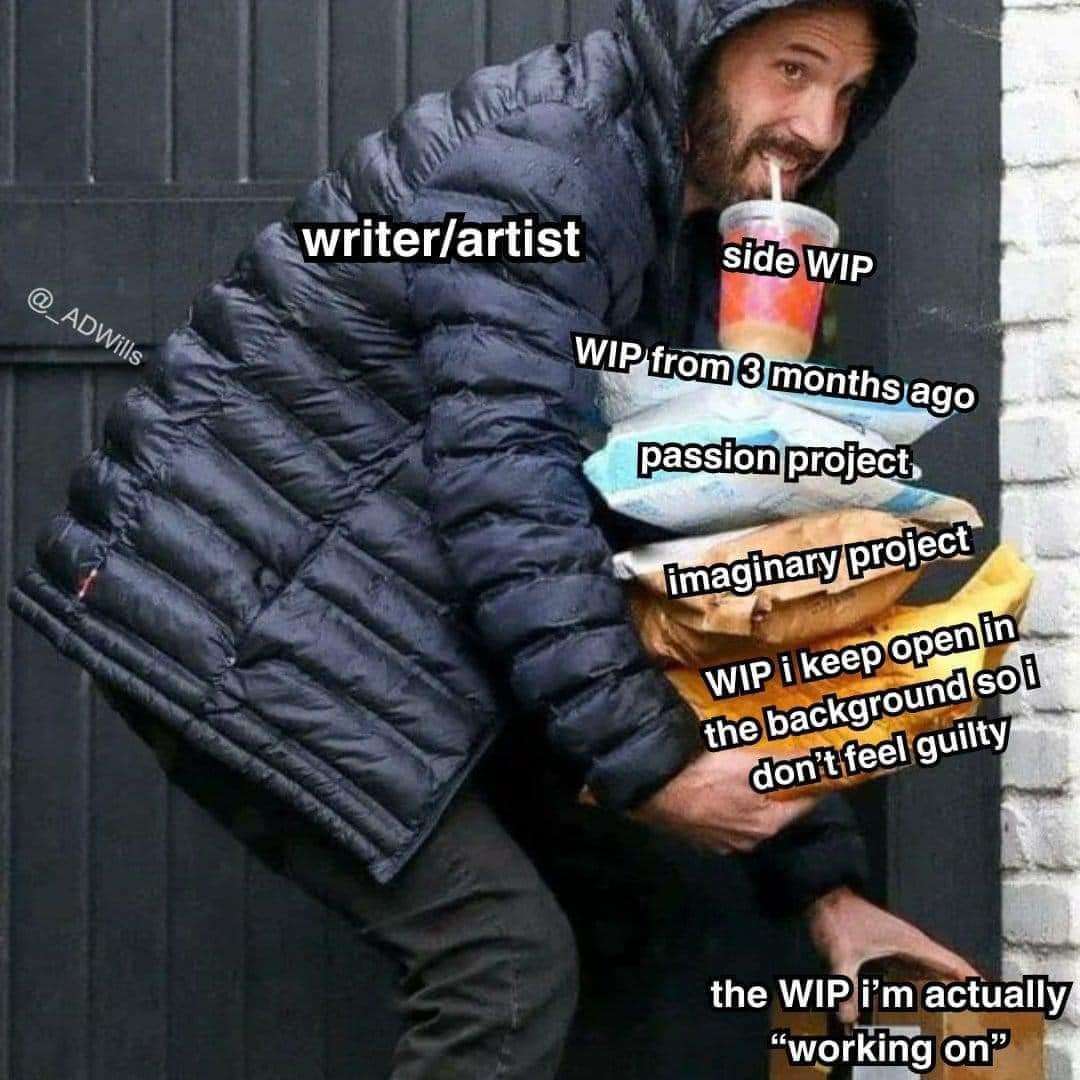 writer/artist
side WIP
@_ADWills
WIP from 3 months ago
passion project
imaginary project
WIP i keep open in
the background so i
don't feel guilty
the WIP i'm actually
“working on”